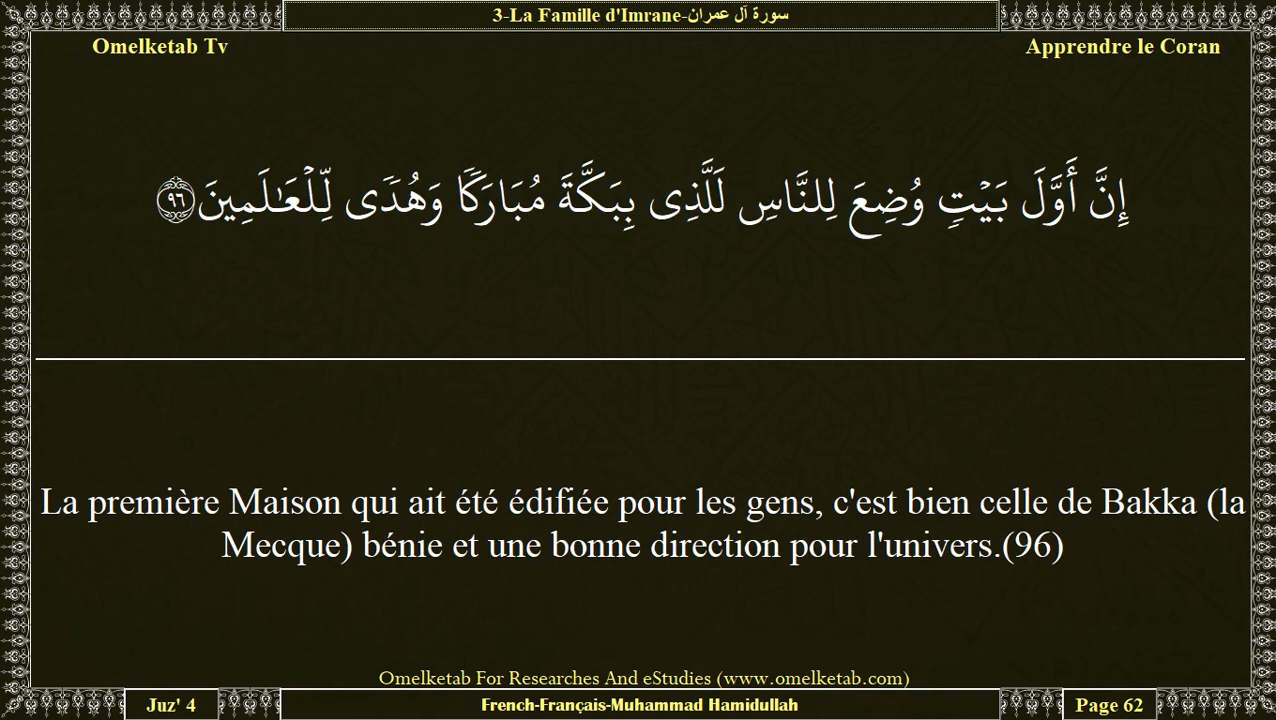 3-La Famille d'Imrane-سورة آل عمران
Omelketab Tv
Apprendre le Coran
إِنَّ أَوَّلَ بَيْتٍ وُضِعَ لِلنَّاسِ لَلَّذِى بِبَكَّةَ مُبَارَكًا وَهُدًى لِّلْعَـٰلَمِينَ ٩٦
La première Maison qui ait été édifiée pour les gens, c'est bien celle de Bakka (la
Mecque) bénie et une bonne direction pour l'univers.(96)
Omelketab For Researches And eStudies (www.omelketab.com)
Juz' 4
French-Français-Muhammad Hamidullah
Page 62